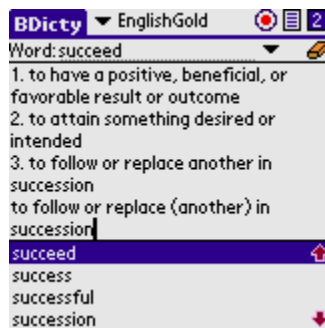 BDicty EnglishGold 2
Word: succeed
1. to have a positive, beneficial, or
favorable result or outcome
2. to attain something desired or
intended
3. to follow or replace another in
succession
to follow or replace (another) in
succession
succeed
success
successful
succession